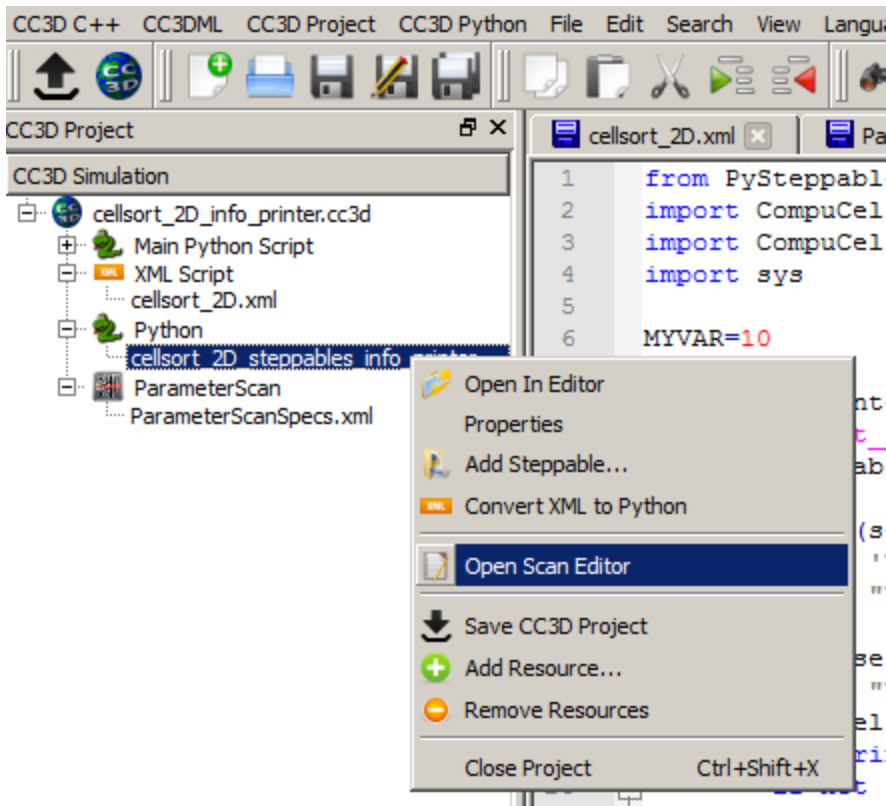 CC3D C++ CC3DML CC3D Project CC3D Python File Edit Search View
CC3D Project
cellsort_2D.xml
CC3D Simulation
cellsort_2D_info_printer.cc3d
Main Python Script
XML Script
cellsort_2D.xml
Python
cellsort_2D_steppables_info_printer
ParameterScan
ParameterScanSpecs.xml
1 from
2 import
3 import
4 import sys
5
6 MYVAR=10
Open In Editor
Properties
Add Steppable...
Convert XML to Python
Open Scan Editor
Save CC3D Project
Add Resource...
Remove Resources
Close Project Ctrl+Shift+X